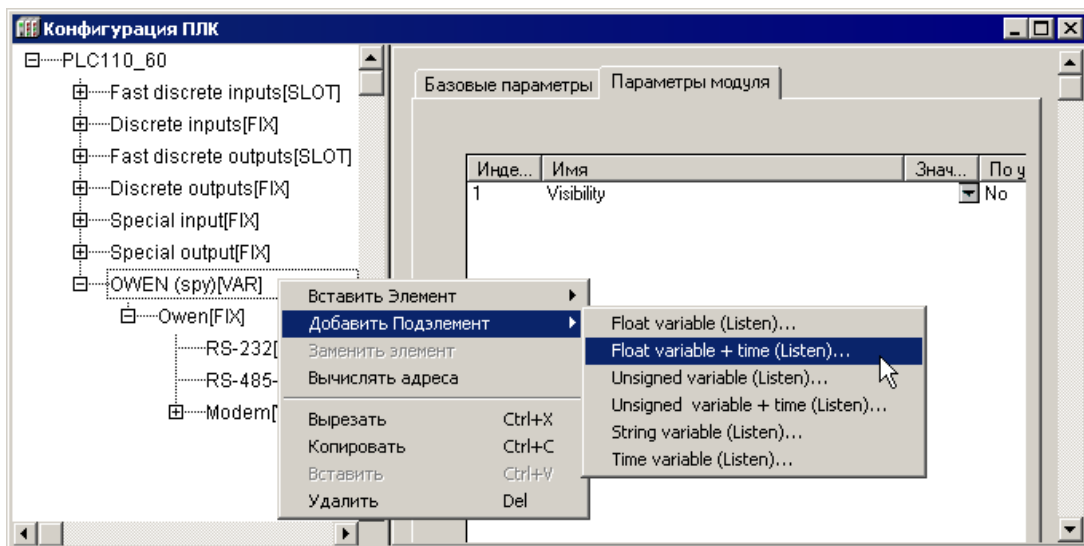 Конфигурация ПЛК
PLC110_60
Fast discrete inputs[SLOT]
Discrete inputs[FIX]
Fast discrete outputs[SLOT]
Discrete outputs[FIX]
Special input[FIX]
Special output[FIX]
OWEN (spy)[VAR]
Owen[FIX]
RS-232[
RS-485-
Modem[
Базовые параметры Параметры модуля
Инде... Имя Знач... По у
1 Visibility No
Вставить Элемент
Добавить Подэлемент
Заменить элемент
Вычислять адреса
Вырезать Ctrl+X
Копировать Ctrl+C
Вставить Ctrl+V
Удалить Del
Float variable (Listen)...
Float variable + time (Listen)...
Unsigned variable (Listen)...
Unsigned variable + time (Listen)...
String variable (Listen)...
Time variable (Listen)...